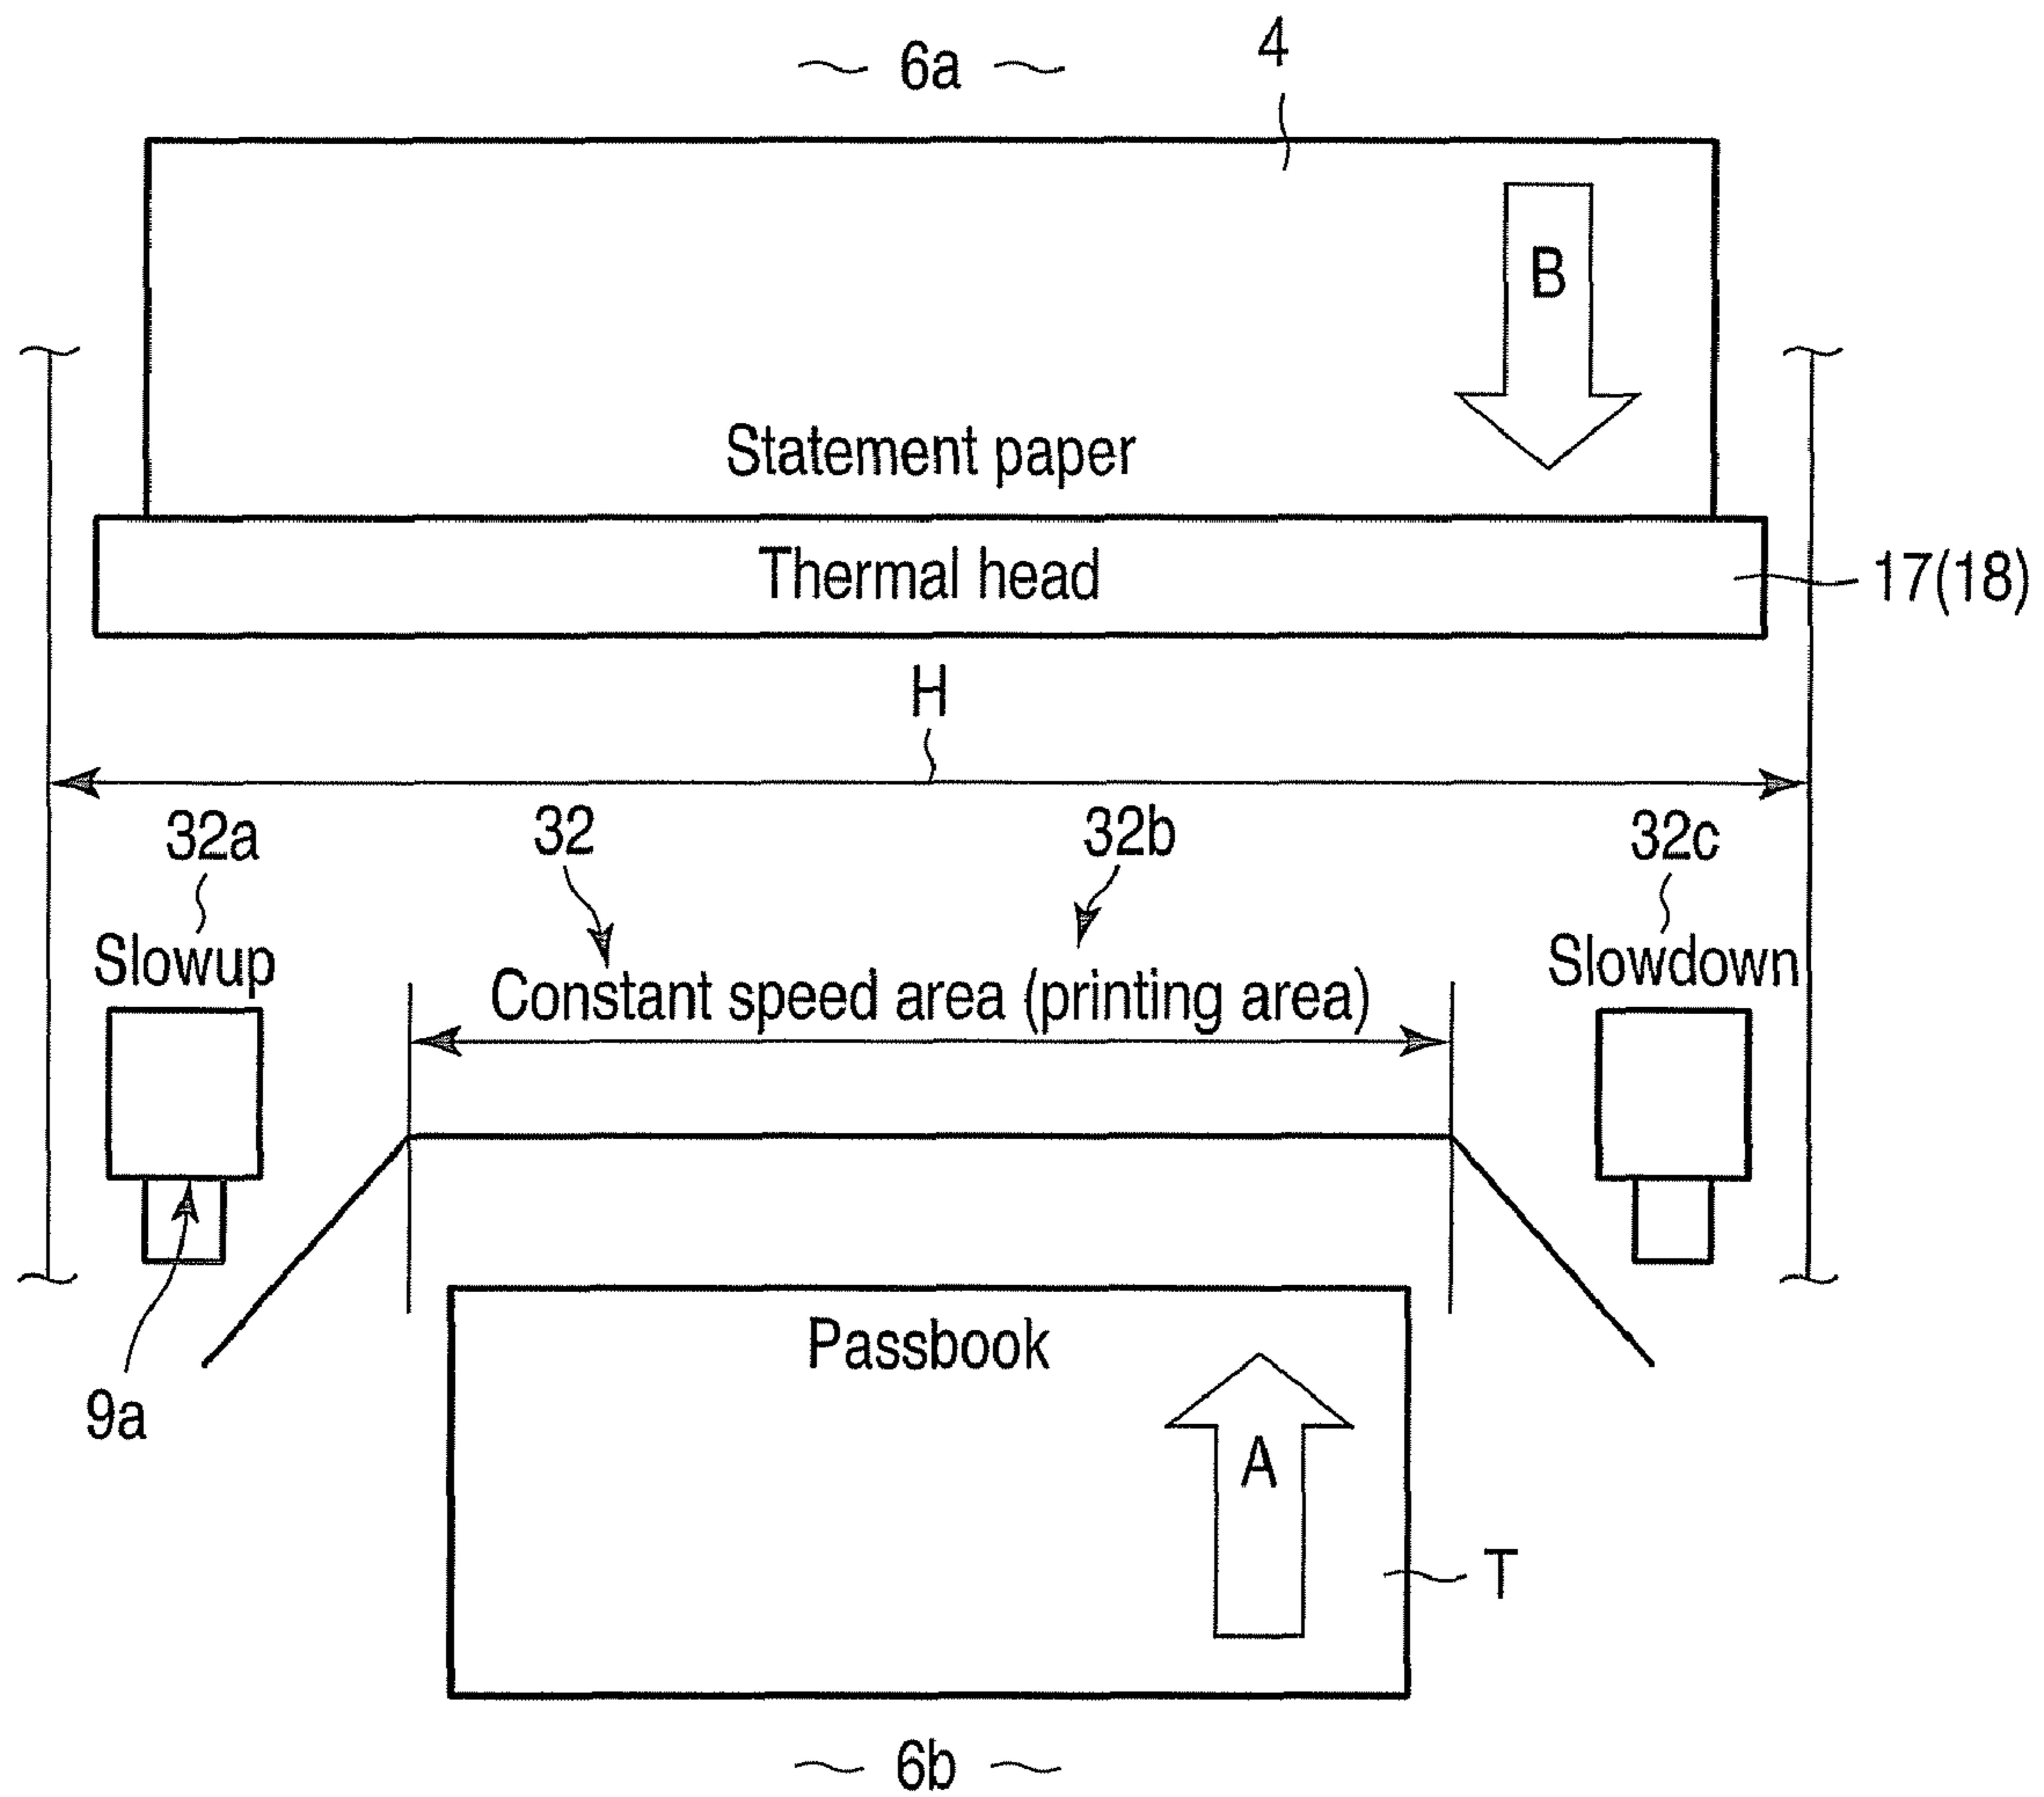 6a
4
B
Statement paper
Thermal head
17(18)
H
32a
32
32b
32c
Slowup
Slowdown
Constant speed area (printing area)
9a
Passbook
A
T
6b